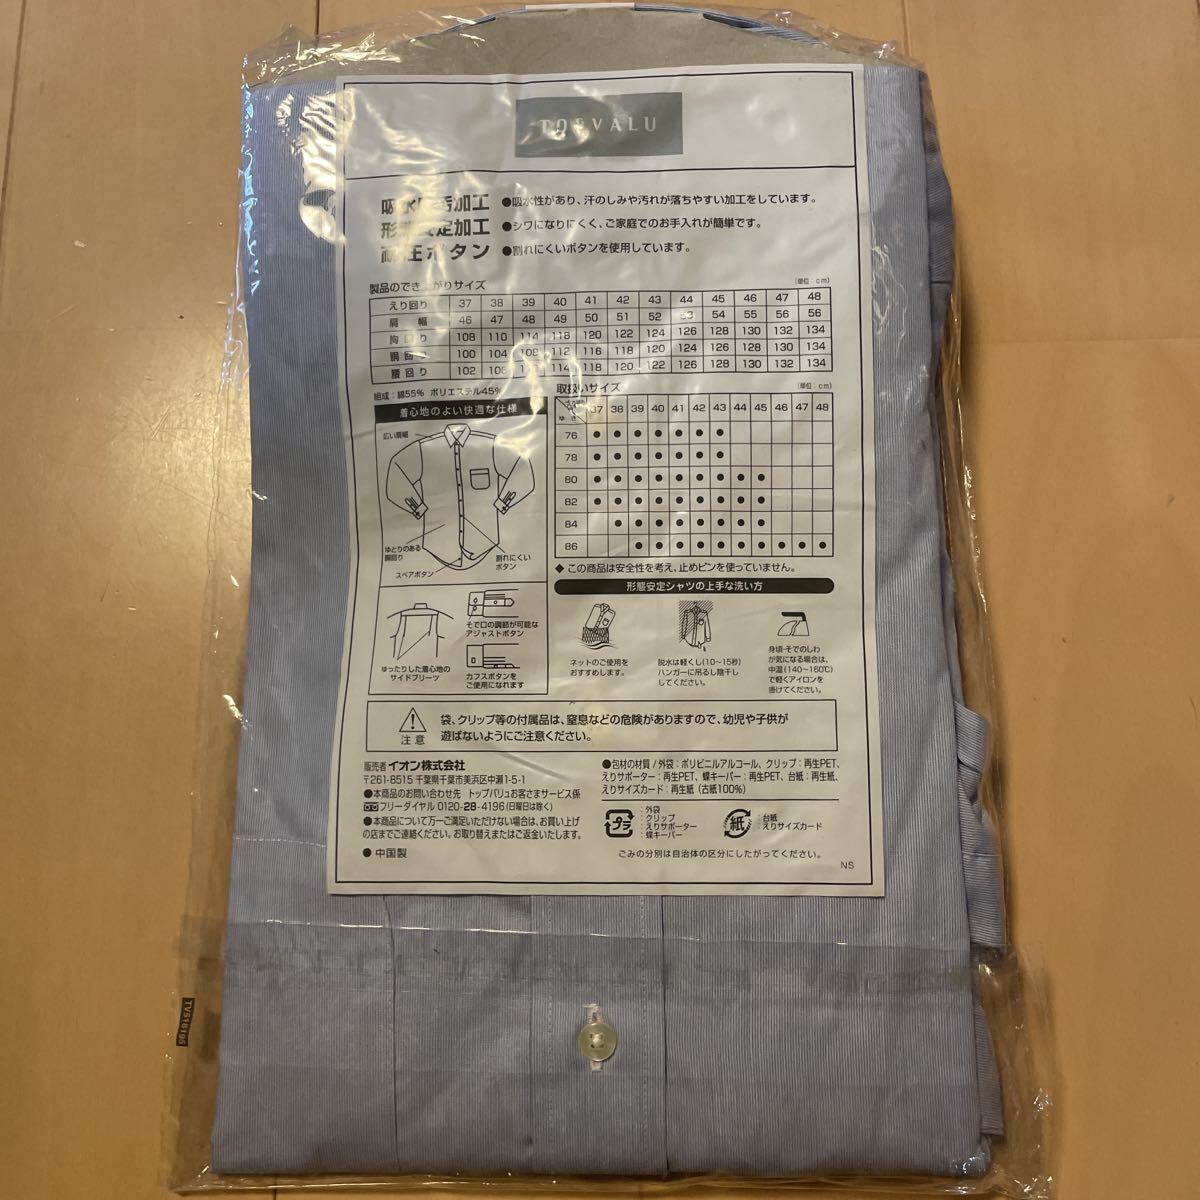 TOPVALU
吸水防汚加工 ●吸水性があり、汗のしみや汚れが落ちやすい加工をしています。
形態安定加工 ●シワになりにくく、ご家庭でのお手入れが簡単です。
耐圧ボタン ●割れにくいボタンを使用しています。
製品のでき上がりサイズ (単位:cm)
えり回り 37 38 39 40 41 42 43 44 45 46 47 48
肩幅 46 47 48 49 50 51 52 53 54 55 56 56
胸回り 108 110 114 118 120 122 124 126 128 130 132 134
胴回り 100 104 108 112 116 118 120 124 126 128 130 134
腰回り 102 106 114 118 120 122 126 128 130 132 134
組成:綿55% ポリエステル45%
着心地のよい快適な仕様
広い肩幅
ゆとりのある
胴回り
割れにくい
ボタン
スペアボタン
そで口の調節が可能な
アジャストボタン
ゆったりした着心地の
サイドプリーツ
カフスボタンを
ご使用になれます
取扱いサイズ (単位:cm)
ゆき 37 38 39 40 41 42 43 44 45 46 47 48
76 ● ● ● ● ● ● ●
78 ● ● ● ● ● ● ●
80 ● ● ● ● ● ● ● ● ●
82 ● ● ● ● ● ● ● ● ●
84 ● ● ● ● ● ● ● ●
86 ● ● ● ● ● ● ● ● ● ●
◆この商品は安全性を考え、止めピンを使っていません。
形態安定シャツの上手な洗い方
ネットのご使用を
おすすめします。
脱水は軽くし(10〜15秒)
ハンガーに吊るし陰干し
してください。
身頃・そでのしわ
が気になる場合は、
中温(140〜160℃)
で軽くアイロンを
掛けてください。
注意
袋、クリップ等の付属品は、窒息などの危険がありますので、幼児や子供が
遊ばないようにご注意ください。
販売者 イオン株式会社
〒261-8515 千葉県千葉市美浜区中瀬1-5-1
●本商品のお問い合わせ先 トップバリュお客さまサービス係
フリーダイヤル 0120-28-4196(日曜日は除く)
●本商品について万一ご満足いただけない場合は、お買い上げ
の店までご連絡ください。お取り替えまたはご返金いたします。
●中国製
●包材の材質/外袋:ポリビニルアルコール、クリップ:再生PET、
えりサポーター:再生PET、蝶キーパー:再生PET、台紙:再生紙、
えりサイズカード:再生紙(古紙100%)
プラ
:外袋
:クリップ
:えりサポーター
:蝶キーパー
紙
:台紙
:えりサイズカード
ごみの分別は自治体の区分にしたがってください。
NS
TVS18195